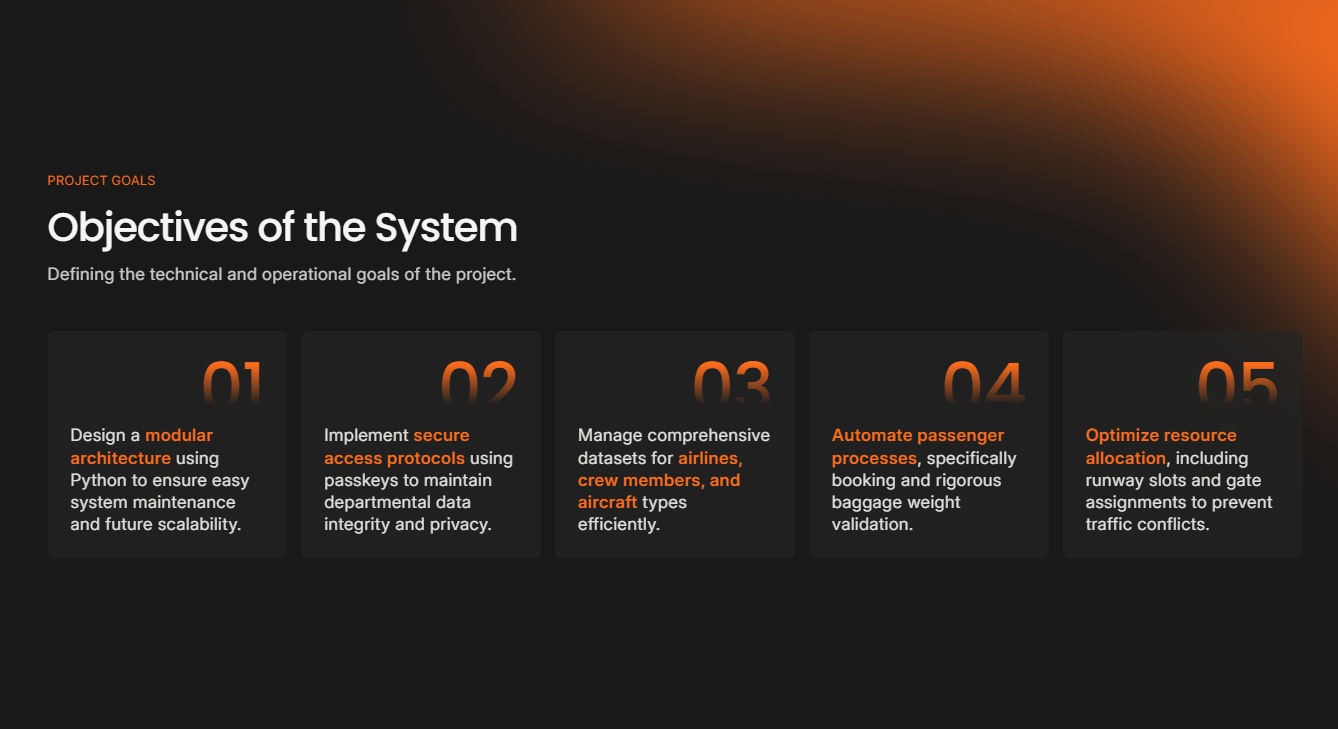 PROJECT GOALS
Objectives of the System
Defining the technical and operational goals of the project.
01
Design a modular
architecture using
Python to ensure easy
system maintenance
and future scalability.
02
Implement secure
access protocols using
passkeys to maintain
departmental data
integrity and privacy.
03
Manage comprehensive
datasets for airlines,
crew members, and
aircraft types
efficiently.
04
Automate passenger
processes, specifically
booking and rigorous
baggage weight
validation.
05
Optimize resource
allocation, including
runway slots and gate
assignments to prevent
traffic conflicts.